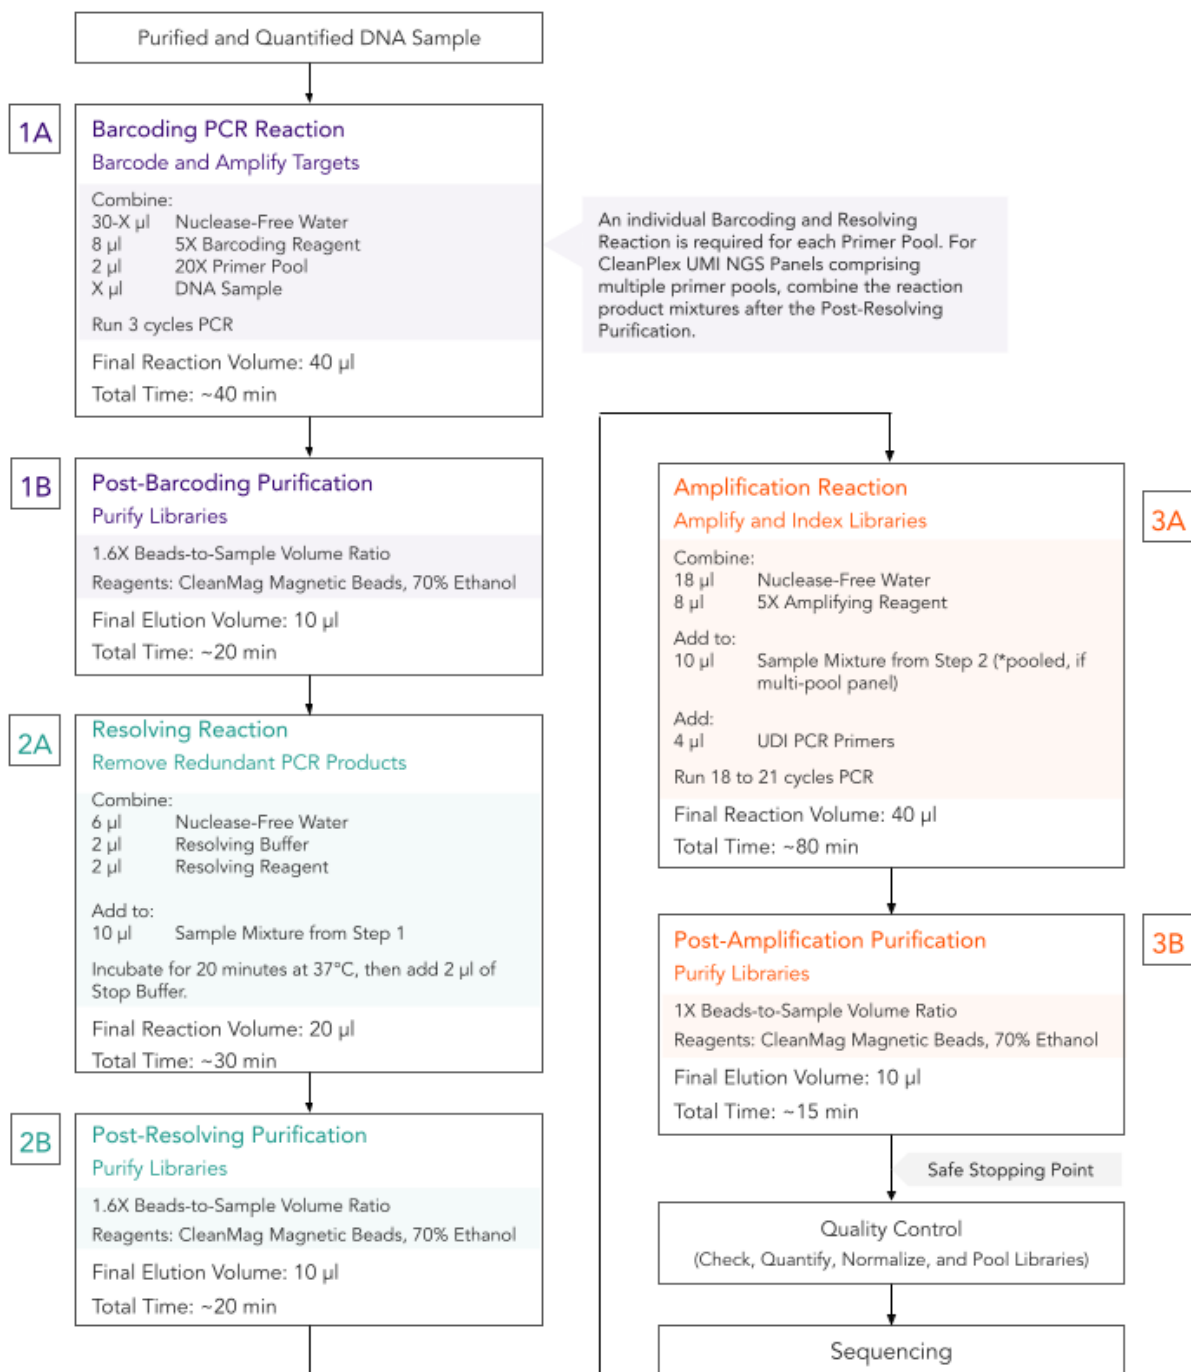 Purified and Quantified DNA Sample
1A
Barcoding PCR Reaction
Barcode and Amplify Targets
Combine:
30-X µl Nuclease-Free Water
8 µl 5X Barcoding Reagent
2 µl 20X Primer Pool
X µl DNA Sample
Run 3 cycles PCR
Final Reaction Volume: 40 µl
Total Time: ~40 min
An individual Barcoding and Resolving
Reaction is required for each Primer Pool. For
CleanPlex UMI NGS Panels comprising
multiple primer pools, combine the reaction
product mixtures after the Post-Resolving
Purification.
1B
Post-Barcoding Purification
Purify Libraries
1.6X Beads-to-Sample Volume Ratio
Reagents: CleanMag Magnetic Beads, 70% Ethanol
Final Elution Volume: 10 µl
Total Time: ~20 min
2A
Resolving Reaction
Remove Redundant PCR Products
Combine:
6 µl Nuclease-Free Water
2 µl Resolving Buffer
2 µl Resolving Reagent
Add to:
10 µl Sample Mixture from Step 1
Incubate for 20 minutes at 37°C, then add 2 µl of
Stop Buffer.
Final Reaction Volume: 20 µl
Total Time: ~30 min
2B
Post-Resolving Purification
Purify Libraries
1.6X Beads-to-Sample Volume Ratio
Reagents: CleanMag Magnetic Beads, 70% Ethanol
Final Elution Volume: 10 µl
Total Time: ~20 min
Amplification Reaction
3A
Amplify and Index Libraries
Combine:
18 µl Nuclease-Free Water
8 µl 5X Amplifying Reagent
Add to:
10 µl Sample Mixture from Step 2 (*pooled, if
multi-pool panel)
Add:
4 µl UDI PCR Primers
Run 18 to 21 cycles PCR
Final Reaction Volume: 40 µl
Total Time: ~80 min
Post-Amplification Purification
3B
Purify Libraries
1X Beads-to-Sample Volume Ratio
Reagents: CleanMag Magnetic Beads, 70% Ethanol
Final Elution Volume: 10 µl
Total Time: ~15 min
Safe Stopping Point
Quality Control
(Check, Quantify, Normalize, and Pool Libraries)
Sequencing